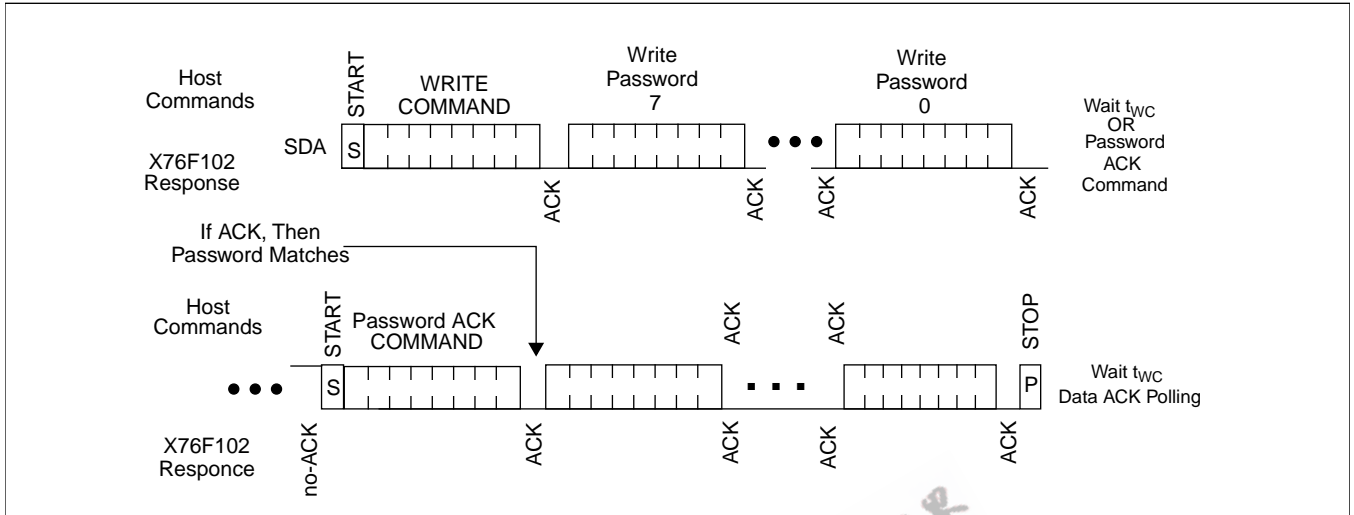 Host
Commands
START
WRITE
COMMAND
Write
Password
7
Write
Password
0
Wait tWC
OR
Password
ACK
Command
SDA
S
X76F102
Response
ACK
ACK
ACK
ACK
If ACK, Then
Password Matches
Host
Commands
START
Password ACK
COMMAND
ACK
ACK
STOP
S
P
Wait tWC
Data ACK Polling
X76F102
Responce
no-ACK
ACK
ACK
ACK
ACK